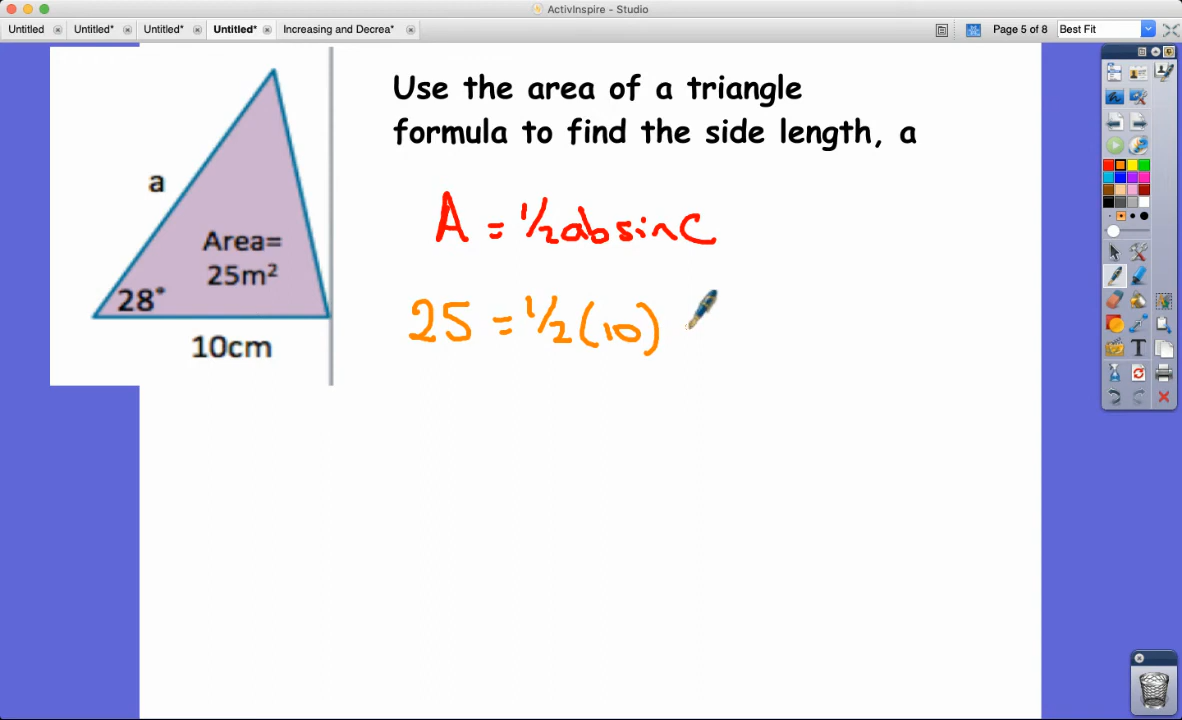 ActivInspire - Studio
Untitled Untitled* Untitled* Untitled* Increasing and Decrea* Page 5 of 8 Best Fit
Use the area of a triangle
formula to find the side length, a
a
Area=
25m²
28°
10cm
A = 1/2absinC
25 = 1/2(10)
T